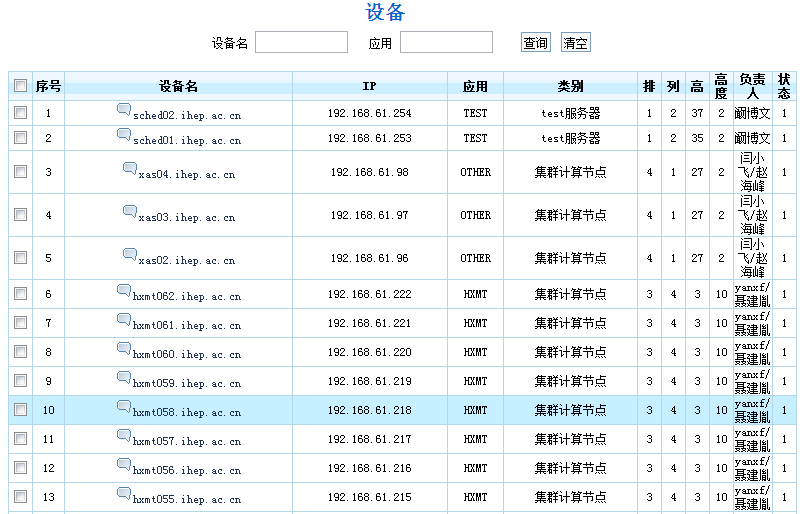 设备
设备名 应用 查询 清空
序号 设备名 IP 应用 类别 排 列 高 高度 负责人 状态
1 sched02.ihep.ac.cn 192.168.61.254 TEST test服务器 1 2 37 2 阚博文 1
2 sched01.ihep.ac.cn 192.168.61.253 TEST test服务器 1 2 35 2 阚博文 1
3 xas04.ihep.ac.cn 192.168.61.98 OTHER 集群计算节点 4 1 27 2 闫小飞/赵海峰 1
4 xas03.ihep.ac.cn 192.168.61.97 OTHER 集群计算节点 4 1 27 2 闫小飞/赵海峰 1
5 xas02.ihep.ac.cn 192.168.61.96 OTHER 集群计算节点 4 1 27 2 闫小飞/赵海峰 1
6 hxmt062.ihep.ac.cn 192.168.61.222 HXMT 集群计算节点 3 4 3 10 yanxf/聂建胤 1
7 hxmt061.ihep.ac.cn 192.168.61.221 HXMT 集群计算节点 3 4 3 10 yanxf/聂建胤 1
8 hxmt060.ihep.ac.cn 192.168.61.220 HXMT 集群计算节点 3 4 3 10 yanxf/聂建胤 1
9 hxmt059.ihep.ac.cn 192.168.61.219 HXMT 集群计算节点 3 4 3 10 yanxf/聂建胤 1
10 hxmt058.ihep.ac.cn 192.168.61.218 HXMT 集群计算节点 3 4 3 10 yanxf/聂建胤 1
11 hxmt057.ihep.ac.cn 192.168.61.217 HXMT 集群计算节点 3 4 3 10 yanxf/聂建胤 1
12 hxmt056.ihep.ac.cn 192.168.61.216 HXMT 集群计算节点 3 4 3 10 yanxf/聂建胤 1
13 hxmt055.ihep.ac.cn 192.168.61.215 HXMT 集群计算节点 3 4 3 10 yanxf/聂建胤 1